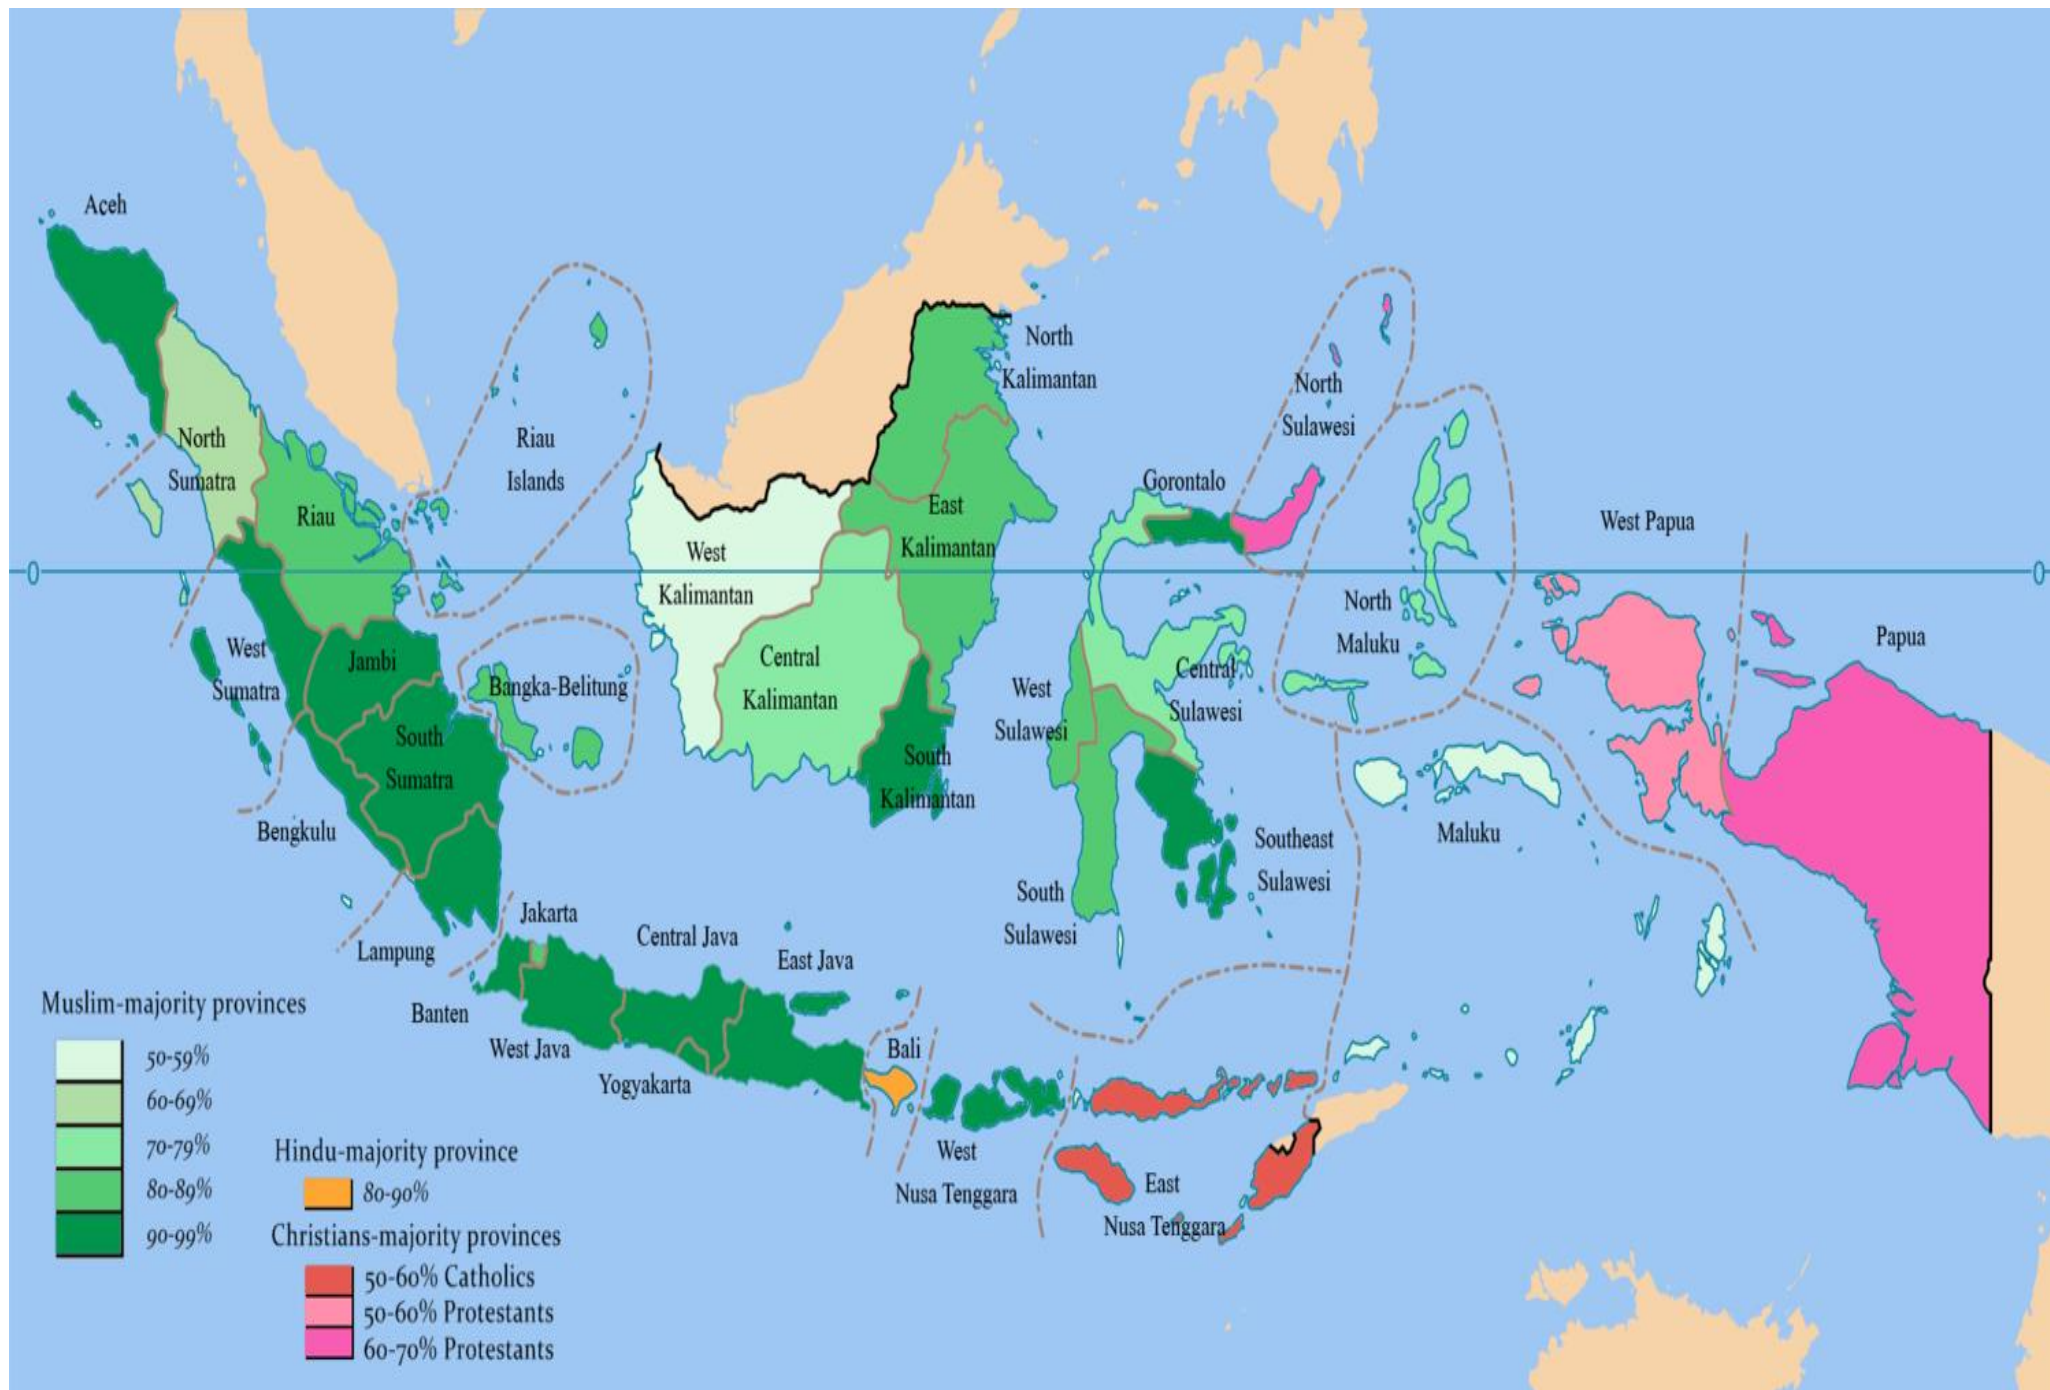 Aceh
North
Sumatra
Riau
Riau
Islands
West
Sumatra
Jambi
Bangka-Belitung
South
Sumatra
Bengkulu
Lampung
Jakarta
Banten
West Java
Central Java
Yogyakarta
East Java
Bali
West
Nusa Tenggara
East
Nusa Tenggara
North
Kalimantan
East
Kalimantan
West
Kalimantan
Central
Kalimantan
South
Kalimantan
Gorontalo
North
Sulawesi
Central
Sulawesi
West
Sulawesi
South
Sulawesi
Southeast
Sulawesi
North
Maluku
Maluku
West Papua
Papua
0
0
Muslim-majority provinces
50-59%
60-69%
70-79%
80-89%
90-99%
Hindu-majority province
80-90%
Christians-majority provinces
50-60% Catholics
50-60% Protestants
60-70% Protestants